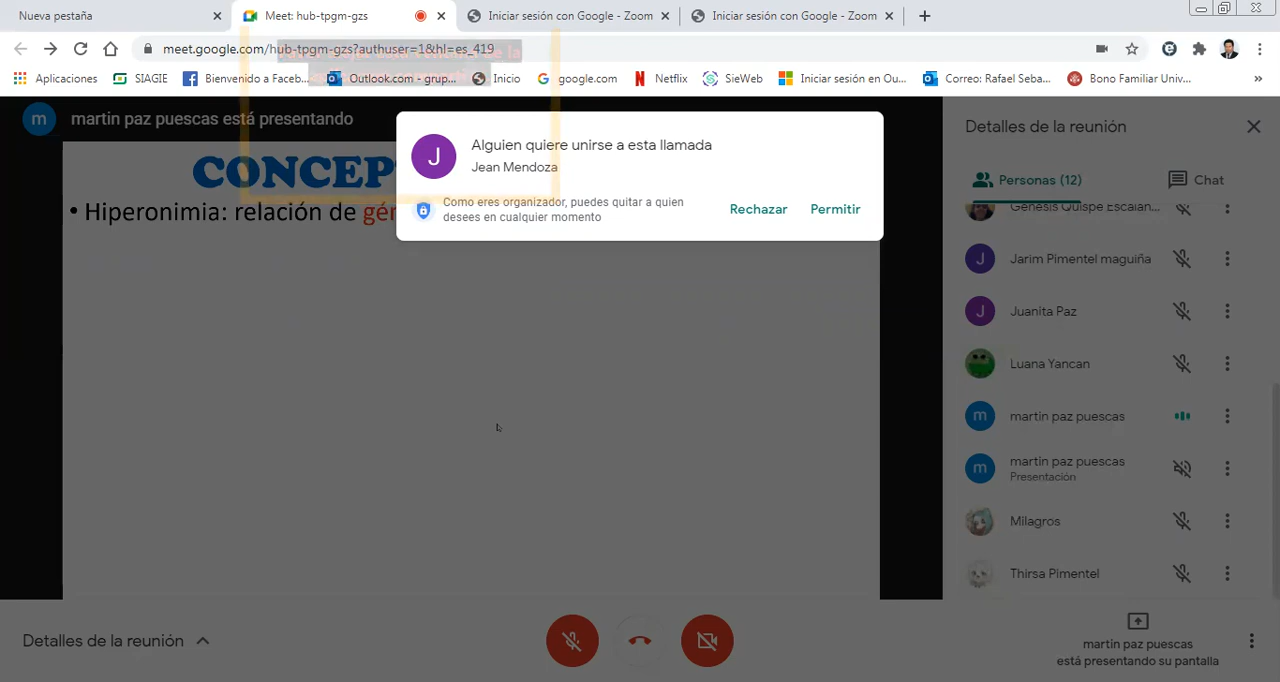 Nueva pestaña
Meet: hub-tpgm-gzs
Iniciar sesión con Google - Zoom
Iniciar sesión con Google - Zoom
meet.google.com/hub-tpgm-gzs?authuser=1&hl=es_419
Aplicaciones
SIAGIE
Bienvenido a Faceb...
Outlook.com - grup...
Inicio
google.com
Netflix
SieWeb
Iniciar sesión en Ou...
Correo: Rafael Seba...
Bono Familiar Univ...
»
m
martin paz puescas está presentando
CONCEP
• Hiperonimia: relación de gén
J
Alguien quiere unirse a esta llamada
Jean Mendoza
Como eres organizador, puedes quitar a quien
desees en cualquier momento
Rechazar
Permitir
Detalles de la reunión
Personas (12)
Chat
Génesis Quispe Escalan...
J
Jarim Pimentel maguiña
J
Juanita Paz
Luana Yancan
m
martin paz puescas
m
martin paz puescas
Presentación
Milagros
Thirsa Pimentel
Detalles de la reunión
martin paz puescas
está presentando su pantalla